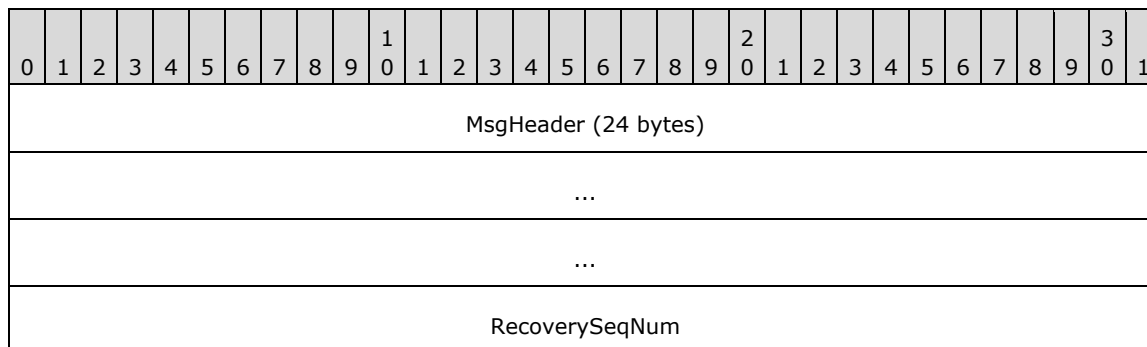 1 2 3
0 1 2 3 4 5 6 7 8 9 0 1 2 3 4 5 6 7 8 9 0 1 2 3 4 5 6 7 8 9 0 1
MsgHeader (24 bytes)
...
...
RecoverySeqNum